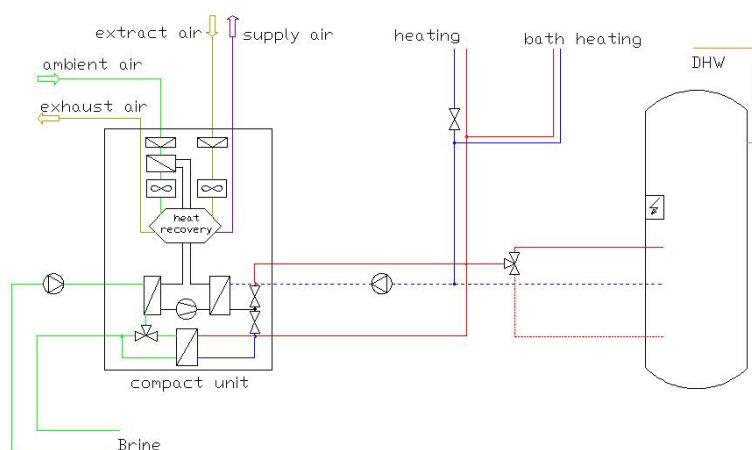 extract air
supply air
heating
bath heating
ambient air
DHW
exhaust air
heat
recovery
compact unit
Brine